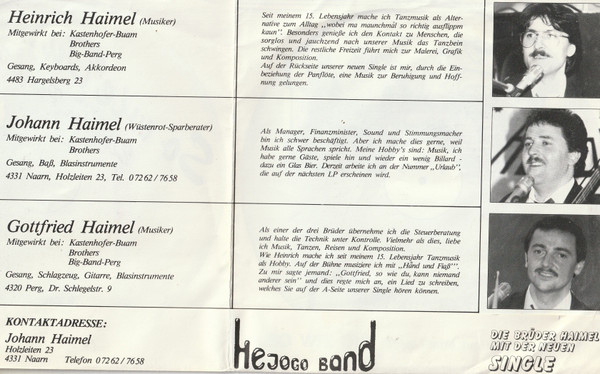 Heinrich Haimel (Musiker)
Mitgewirkt bei: Kastenhofer-Buam
Brothers
Big-Band-Perg
Gesang, Keyboards, Akkordeon
4483 Hargelsberg 23
Seit meinem 15. Lebensjahr mache ich Tanzmusik als Alter-
native zum Alltag „wobei ma maunchmal so richtig ausflippm
kaun". Besonders genieße ich den Kontakt zu Menschen, die
sorglos und jauchzend nach unserer Musik das Tanzbein
schwingen. Die restliche Freizeit führt mich zur Malerei, Grafik
und Komposition.
Auf der Rückseite unserer neuen Single ist mir, durch die Ein-
beziehung der Panflöte, eine Musik zur Beruhigung und Hoff-
nung gelungen.
Johann Haimel (Wüstenrot-Sparberater)
Mitgewirkt bei: Kastenhofer-Buam
Brothers
Gesang, Baß, Blasinstrumente
4331 Naarn, Holzleiten 23, Tel. 07262/7658
Als Manager, Finanzminister, Sound und Stimmungsmacher
bin ich schwer beschäftigt. Aber ich mache dies gerne, weil
Musik alle Sprachen spricht. Meine Hobby's sind: Musik, ich
habe gerne Gäste, spiele hin und wieder ein wenig Billard -
dazu ein Glas Bier. Derzeit arbeite ich an der Nummer „Urlaub",
die auf der nächsten LP erscheinen wird.
Gottfried Haimel (Musiker)
Mitgewirkt bei: Kastenhofer-Buam
Brothers
Big-Band-Perg
Gesang, Schlagzeug, Gitarre, Blasinstrumente
4320 Perg, Dr. Schlegelstr. 9
Als einer der drei Brüder übernehme ich die Steuerberatung
und halte die Technik unter Kontrolle. Vielmehr als dies, liebe
ich Musik, Tanzen, Reisen und Komposition.
Wie Heinrich mache ich seit meinem 15. Lebensjahr Tanzmusik
als Hobby. Auf der Bühne musiziere ich mit „Händ und Fiaß"'.
Zu mir sagte jemand: „Gottfried, so wie du, kann niemand
anderer sein" und dies regte mich an, ein Lied zu schreiben,
welches Sie auf der A-Seite unserer Single hören können.
KONTAKTADRESSE:
Johann Haimel
Holzleiten 23
4331 Naarn Telefon 07262/7658
HEJOGO BAND
DIE BRÜDER HAIMEL
MIT DER NEUEN
SINGLE